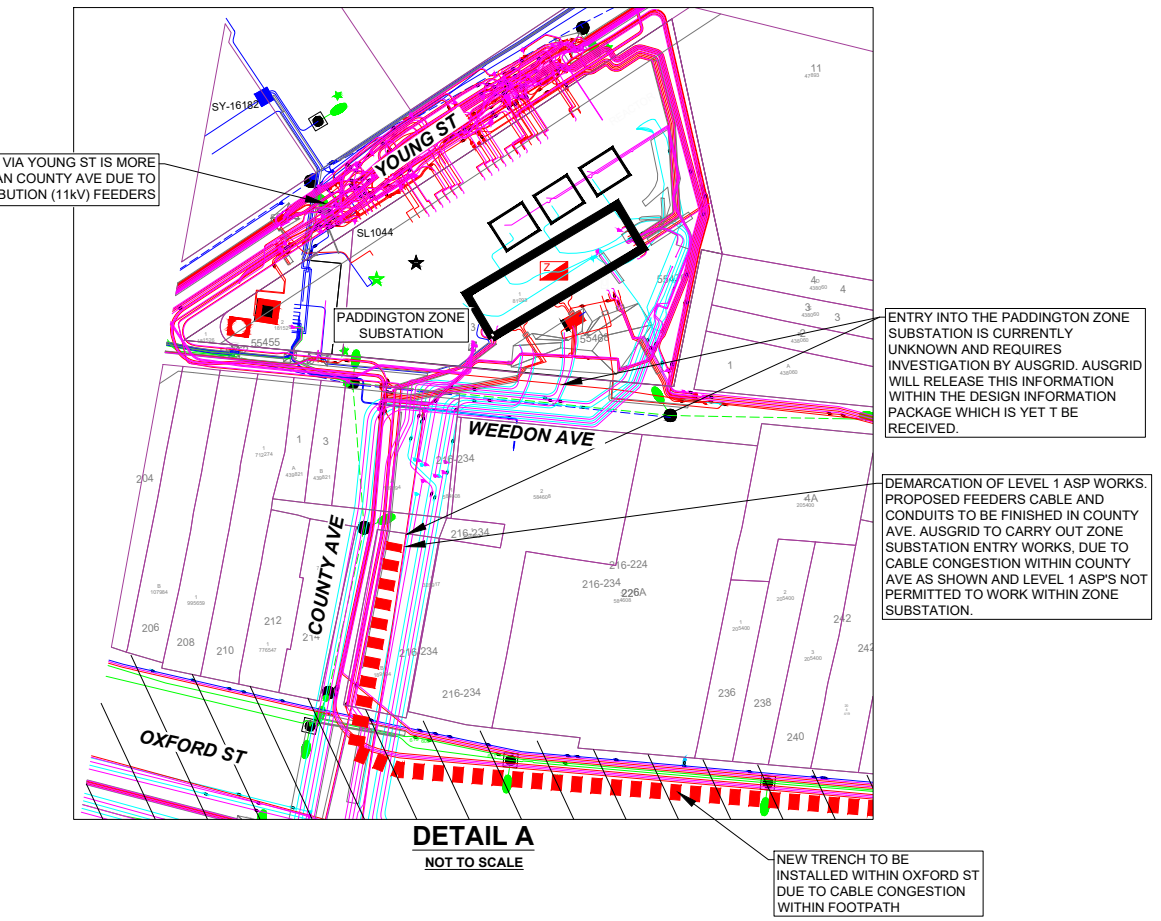 11
SY-16182
YOUNG ST
VIA YOUNG ST IS MORE
AN COUNTY AVE DUE TO
BUTION (11kV) FEEDERS
SL1044
Z
PADDINGTON ZONE
SUBSTATION
3
55455
4
4
3
3
1
ENTRY INTO THE PADDINGTON ZONE
SUBSTATION IS CURRENTLY
UNKNOWN AND REQUIRES
INVESTIGATION BY AUSGRID. AUSGRID
WILL RELEASE THIS INFORMATION
WITHIN THE DESIGN INFORMATION
PACKAGE WHICH IS YET T BE
RECEIVED.
WEEDON AVE
204
1
3
216-234
4A
216-234
216-224
216-234
226A
DEMARCATION OF LEVEL 1 ASP WORKS.
PROPOSED FEEDERS CABLE AND
CONDUITS TO BE FINISHED IN COUNTY
AVE. AUSGRID TO CARRY OUT ZONE
SUBSTATION ENTRY WORKS, DUE TO
CABLE CONGESTION WITHIN COUNTY
AVE AS SHOWN AND LEVEL 1 ASP'S NOT
PERMITTED TO WORK WITHIN ZONE
SUBSTATION.
COUNTY AVE
206
208
210
212
216-234
216-234
236
238
240
242
OXFORD ST
DETAIL A
NOT TO SCALE
NEW TRENCH TO BE
INSTALLED WITHIN OXFORD ST
DUE TO CABLE CONGESTION
WITHIN FOOTPATH